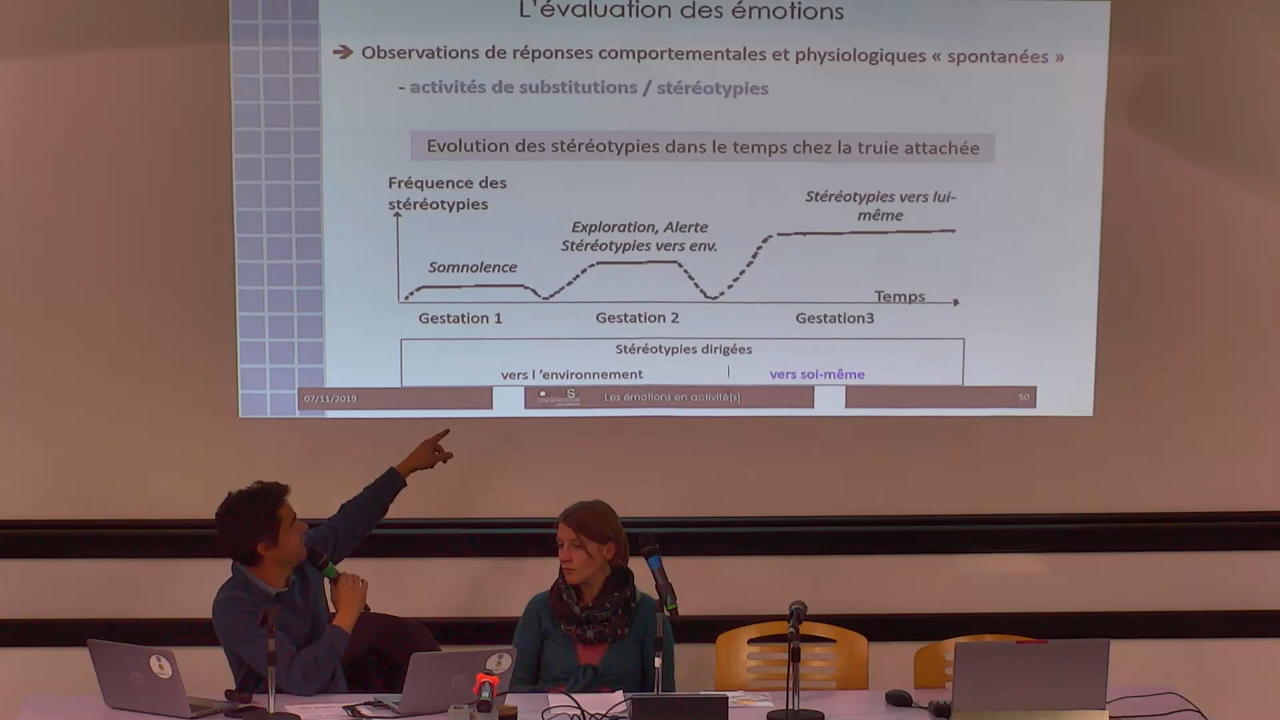 L'évaluation des émotions
➔ Observations de réponses comportementales et physiologiques « spontanées »
- activités de substitutions / stéréotypies
Evolution des stéréotypies dans le temps chez la truie attachée
Fréquence des
stéréotypies
Stéréotypies vers lui-
même
Exploration, Alerte
Stéréotypies vers env.
Somnolence
Temps
Gestation 1
Gestation 2
Gestation3
Stéréotypies dirigées
vers l 'environnement
vers soi-même
07/11/2019
Les émotions en activité(s)
50